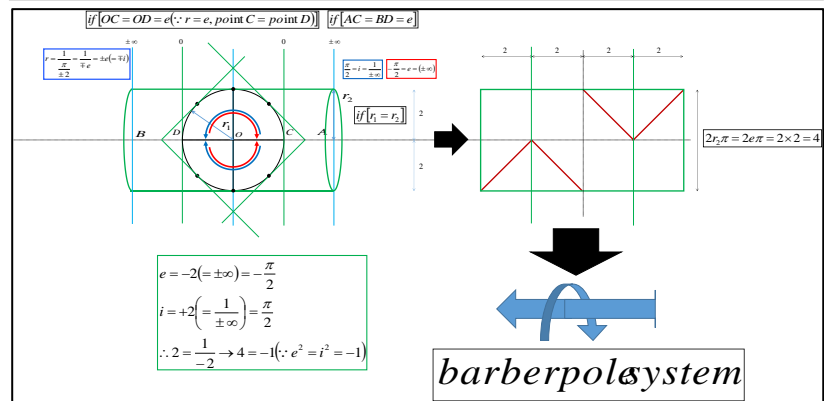 if[OC = OD = e(∵ r = e, point C = point D)] if[AC = BD = e]
±∞ 0 0 ±∞
r = 1/(π/±2) = 1/∓e = ±e(= ∓i)
π/2 = i = 1/±∞
-π/2 = e = (±∞)
r₂
if[r₁ = r₂]
r₁
B D O C A
2
2
2 2 2 2
2r₂π = 2eπ = 2×2 = 4
e = -2(= ±∞) = -π/2
i = +2(= 1/±∞) = π/2
∴ 2 = 1/-2 → 4 = -1(∵ e² = i² = -1)
barberpolesystem